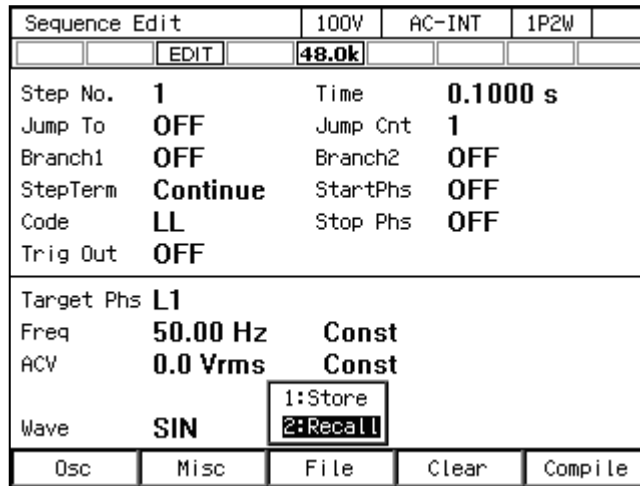 Sequence Edit 100V AC-INT 1P2W
EDIT 48.0k
Step No. 1 Time 0.1000 s
Jump To OFF Jump Cnt 1
Branch1 OFF Branch2 OFF
StepTerm Continue StartPhs OFF
Code LL Stop Phs OFF
Trig Out OFF
Target Phs L1
Freq 50.00 Hz Const
ACV 0.0 Vrms Const
1:Store
Wave SIN 2:Recall
Osc Misc File Clear Compile